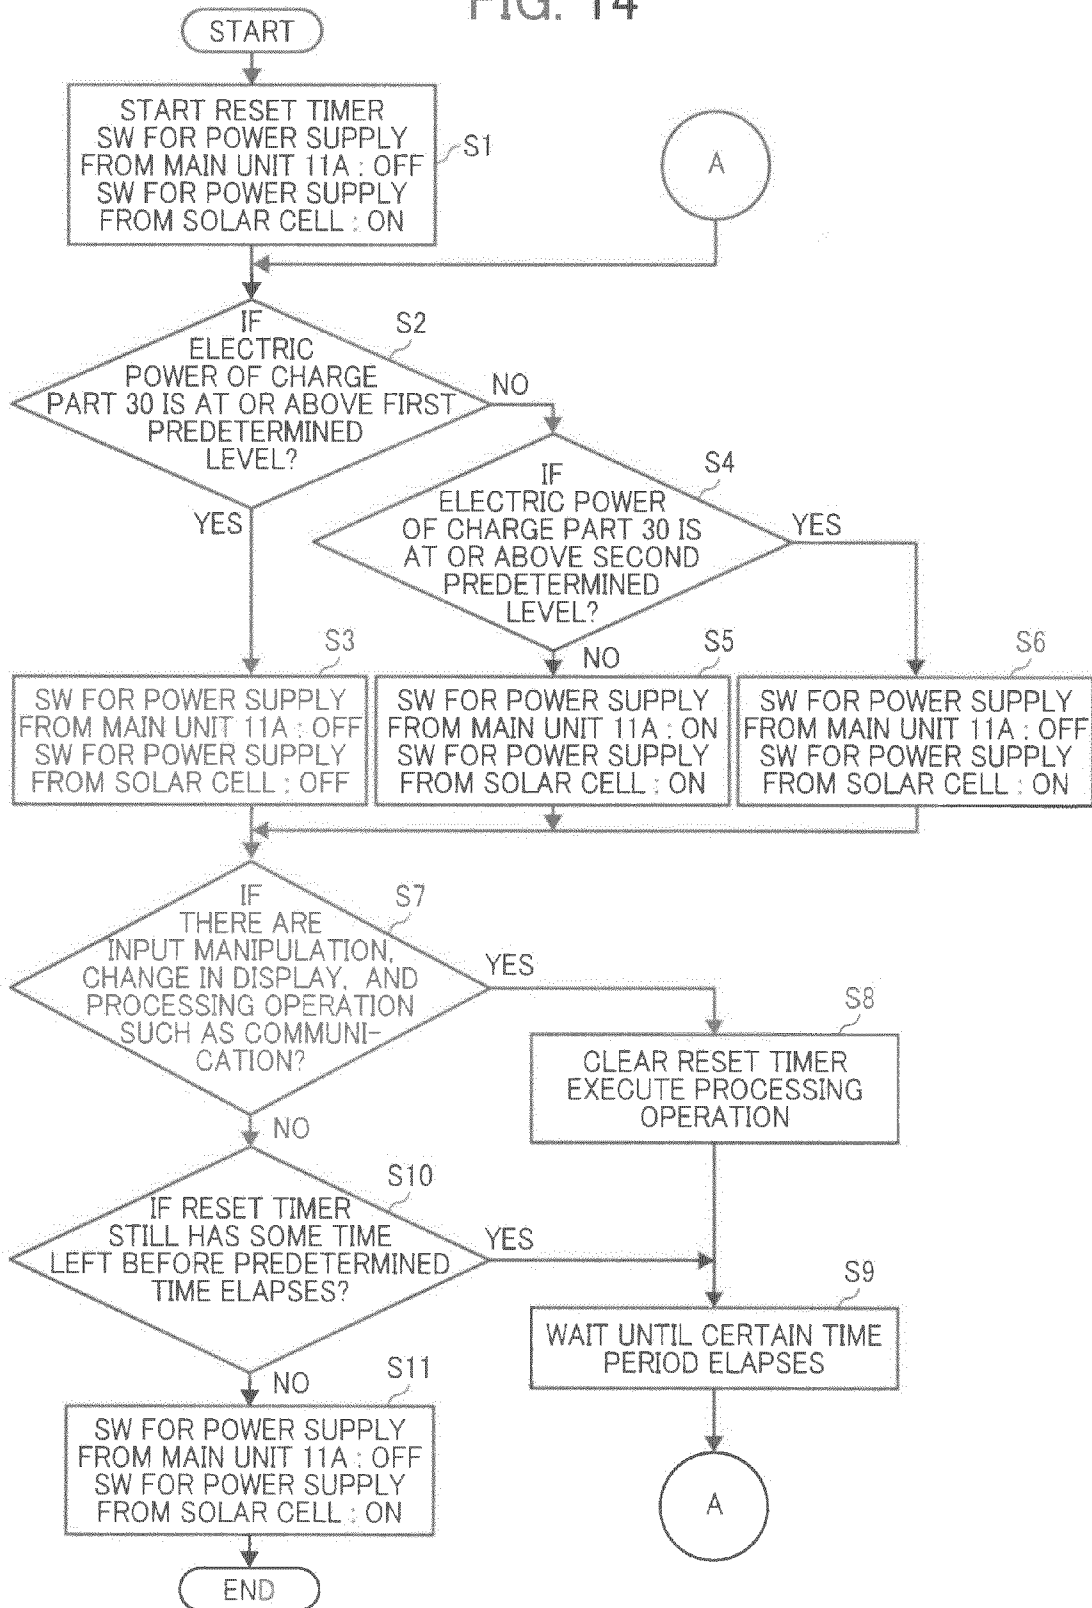 FIG. 14
START
START RESET TIMER
SW FOR POWER SUPPLY
FROM MAIN UNIT 11A : OFF
SW FOR POWER SUPPLY
FROM SOLAR CELL : ON
S1
A
IF
ELECTRIC
POWER OF CHARGE
PART 30 IS AT OR ABOVE FIRST
PREDETERMINED
LEVEL?
S2
NO
YES
IF
ELECTRIC POWER
OF CHARGE PART 30 IS
AT OR ABOVE SECOND
PREDETERMINED
LEVEL?
S4
YES
NO
S3
SW FOR POWER SUPPLY
FROM MAIN UNIT 11A : OFF
SW FOR POWER SUPPLY
FROM SOLAR CELL : OFF
S5
SW FOR POWER SUPPLY
FROM MAIN UNIT 11A : ON
SW FOR POWER SUPPLY
FROM SOLAR CELL : ON
S6
SW FOR POWER SUPPLY
FROM MAIN UNIT 11A : OFF
SW FOR POWER SUPPLY
FROM SOLAR CELL : ON
IF
THERE ARE
INPUT MANIPULATION,
CHANGE IN DISPLAY, AND
PROCESSING OPERATION
SUCH AS COMMUNI-
CATION?
S7
YES
NO
S8
CLEAR RESET TIMER
EXECUTE PROCESSING
OPERATION
IF RESET TIMER
STILL HAS SOME TIME
LEFT BEFORE PREDETERMINED
TIME ELAPSES?
S10
YES
NO
S9
WAIT UNTIL CERTAIN TIME
PERIOD ELAPSES
S11
SW FOR POWER SUPPLY
FROM MAIN UNIT 11A : OFF
SW FOR POWER SUPPLY
FROM SOLAR CELL : ON
A
END